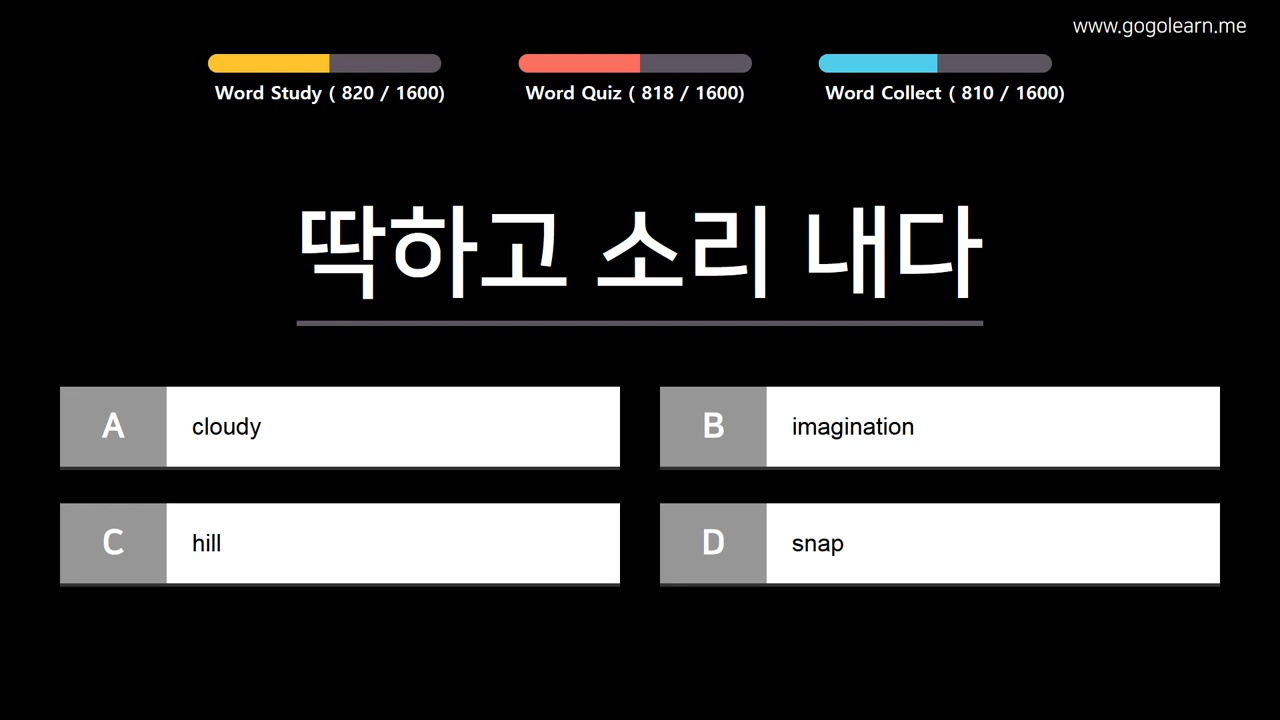 www.gogolearn.me
Word Study ( 820 / 1600)
Word Quiz ( 818 / 1600)
Word Collect ( 810 / 1600)
딱하고 소리 내다
A cloudy
B imagination
C hill
D snap